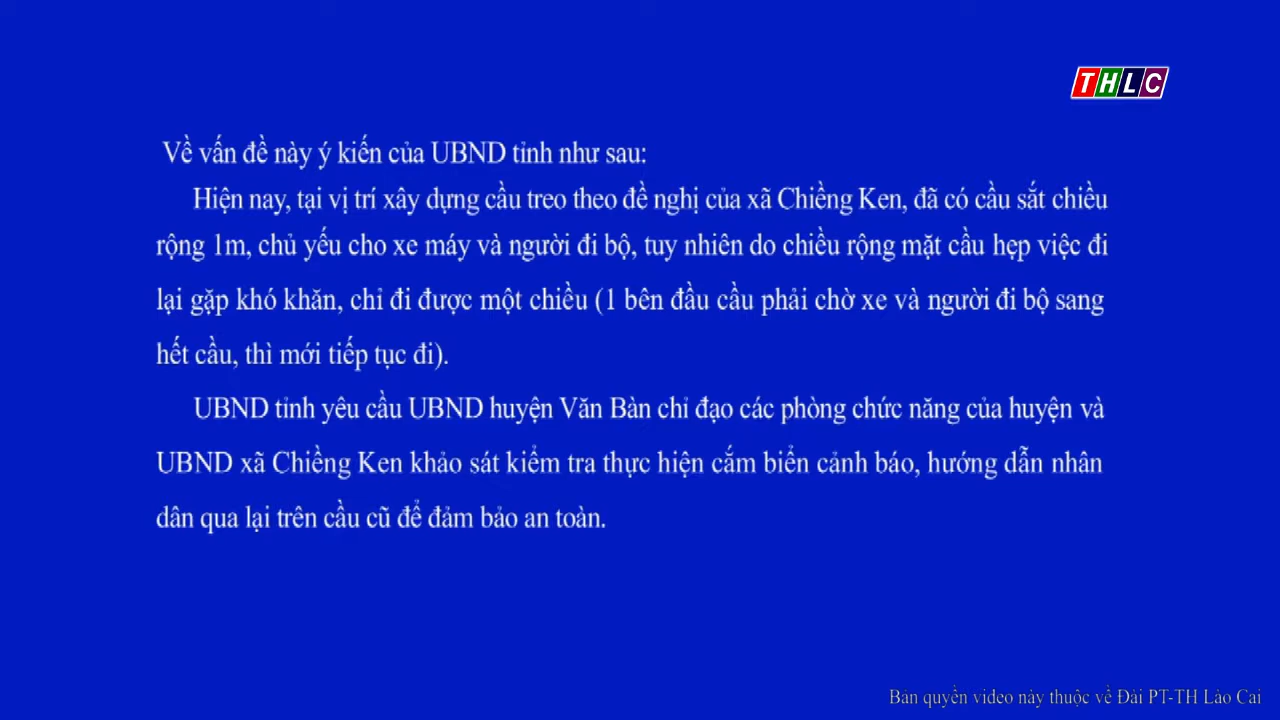 THLC
Về vấn đề này ý kiến của UBND tỉnh như sau:
Hiện nay, tại vị trí xây dựng cầu treo theo đề nghị của xã Chiềng Ken, đã có cầu sắt chiều
rộng 1m, chủ yếu cho xe máy và người đi bộ, tuy nhiên do chiều rộng mặt cầu hẹp việc đi
lại gặp khó khăn, chỉ đi được một chiều (1 bên đầu cầu phải chờ xe và người đi bộ sang
hết cầu, thì mới tiếp tục đi).
UBND tỉnh yêu cầu UBND huyện Văn Bàn chỉ đạo các phòng chức năng của huyện và
UBND xã Chiềng Ken khảo sát kiểm tra thực hiện cắm biển cảnh báo, hướng dẫn nhân
dân qua lại trên cầu cũ để đảm bảo an toàn.
Bản quyền video này thuộc về Đài PT-TH Lào Cai